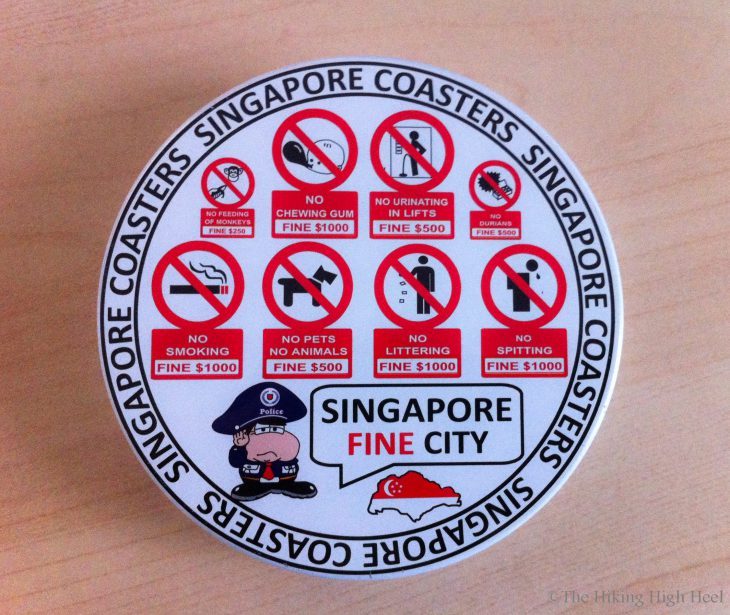 SINGAPORE COASTERS SINGAPORE COASTERS SINGAPORE COASTERS SINGAPORE COASTERS
NO FEEDING
OF MONKEYS
FINE $250
NO
CHEWING GUM
FINE $1000
NO URINATING
IN LIFTS
FINE $500
NO
DURIANS
FINE $500
NO
SMOKING
FINE $1000
NO PETS
NO ANIMALS
FINE $500
NO
LITTERING
FINE $1000
NO
SPITTING
FINE $1000
Police
SINGAPORE
FINE CITY
© The Hiking High Heel